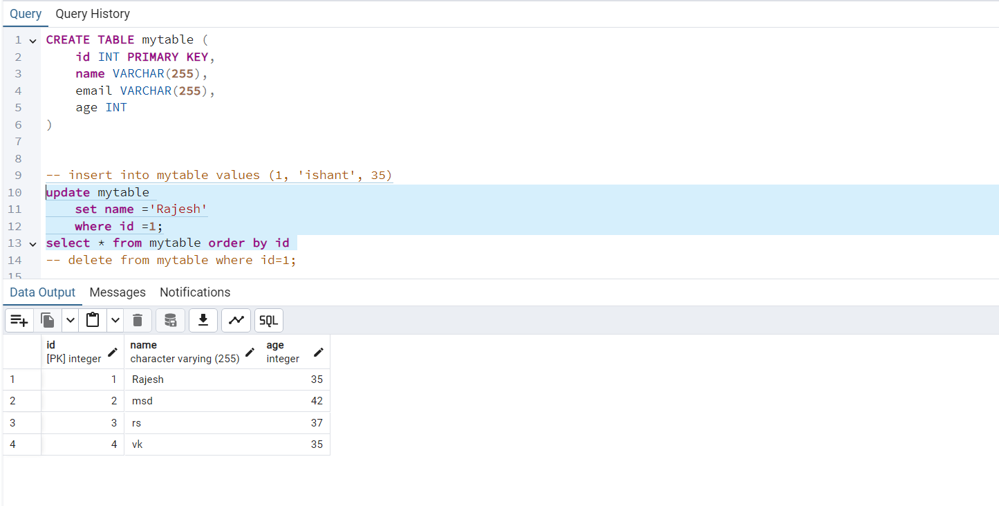 Query Query History
1 CREATE TABLE mytable (
2 id INT PRIMARY KEY,
3 name VARCHAR(255),
4 email VARCHAR(255),
5 age INT
6 )
7
8
9 -- insert into mytable values (1, 'ishant', 35)
10 update mytable
11 set name ='Rajesh'
12 where id =1;
13 select * from mytable order by id
14 -- delete from mytable where id=1;
15
Data Output Messages Notifications
SQL
id name age
[PK] integer character varying (255) integer
1 1 Rajesh 35
2 2 msd 42
3 3 rs 37
4 4 vk 35